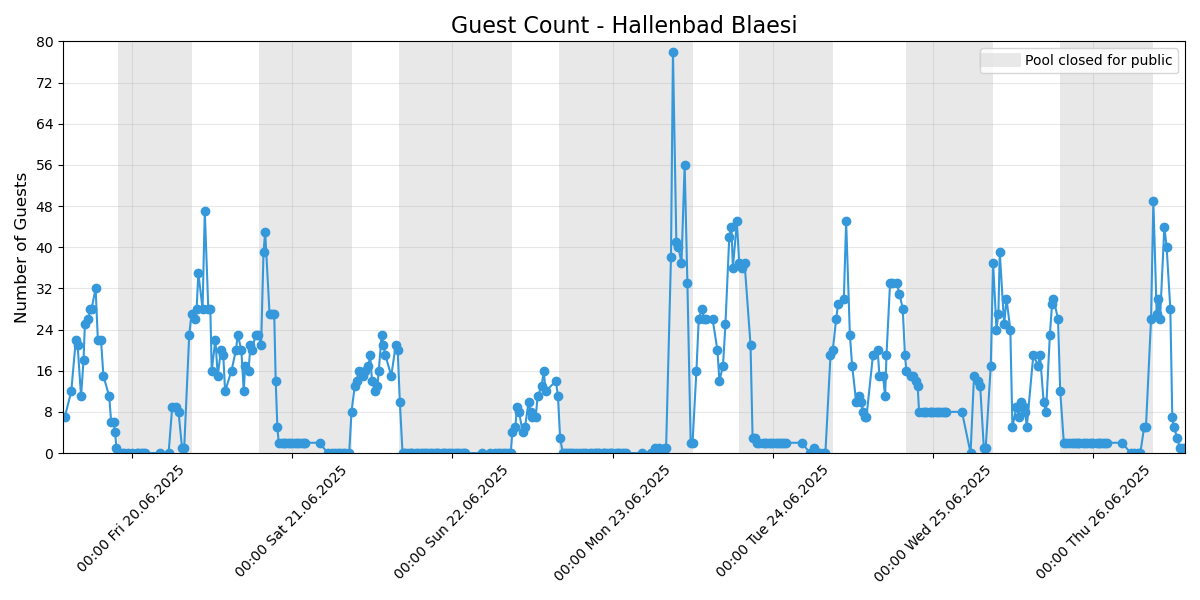 Guest Count - Hallenbad Blaesi
Pool closed for public
Number of Guests
80
72
64
56
48
40
32
24
16
8
0
00:00 Fri 20.06.2025
00:00 Sat 21.06.2025
00:00 Sun 22.06.2025
00:00 Mon 23.06.2025
00:00 Tue 24.06.2025
00:00 Wed 25.06.2025
00:00 Thu 26.06.2025